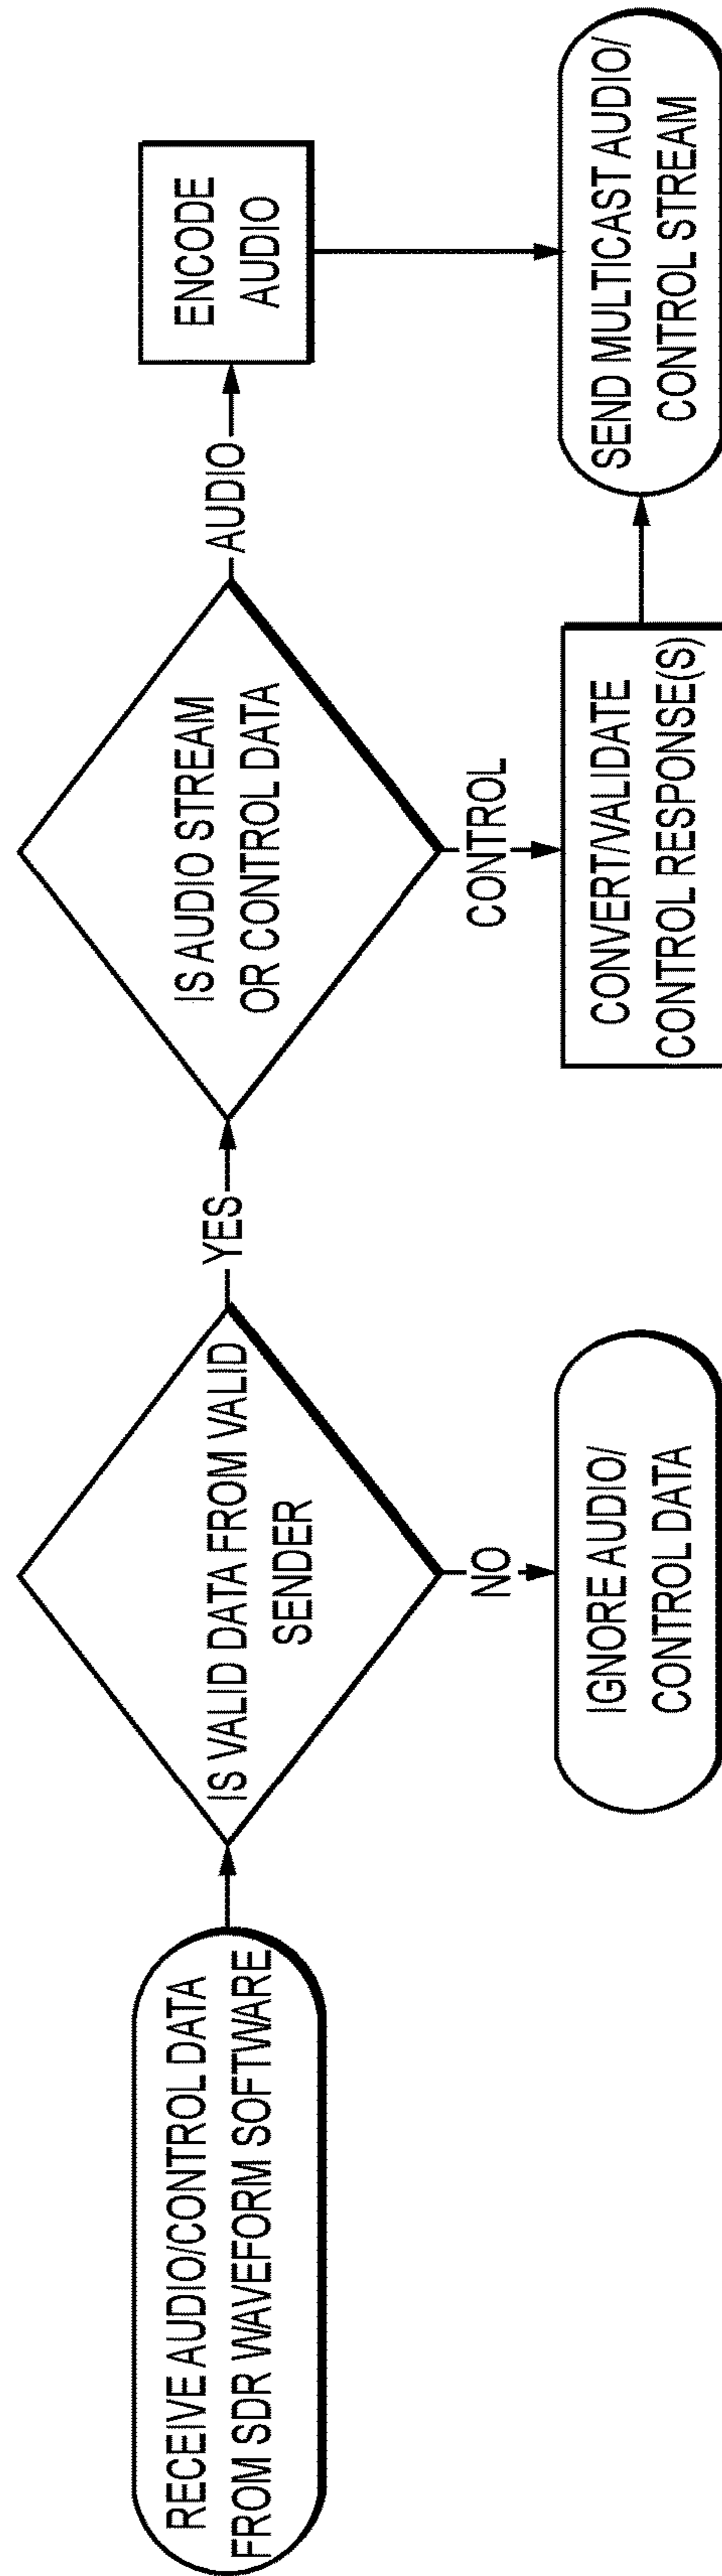 RECEIVE AUDIO/CONTROL DATA
FROM SDR WAVEFORM SOFTWARE
IS VALID DATA FROM VALID
SENDER
YES
NO
IGNORE AUDIO/
CONTROL DATA
IS AUDIO STREAM
OR CONTROL DATA
AUDIO
CONTROL
ENCODE
AUDIO
CONVERT/VALIDATE
CONTROL RESPONSE(S)
SEND MULTICAST AUDIO/
CONTROL STREAM